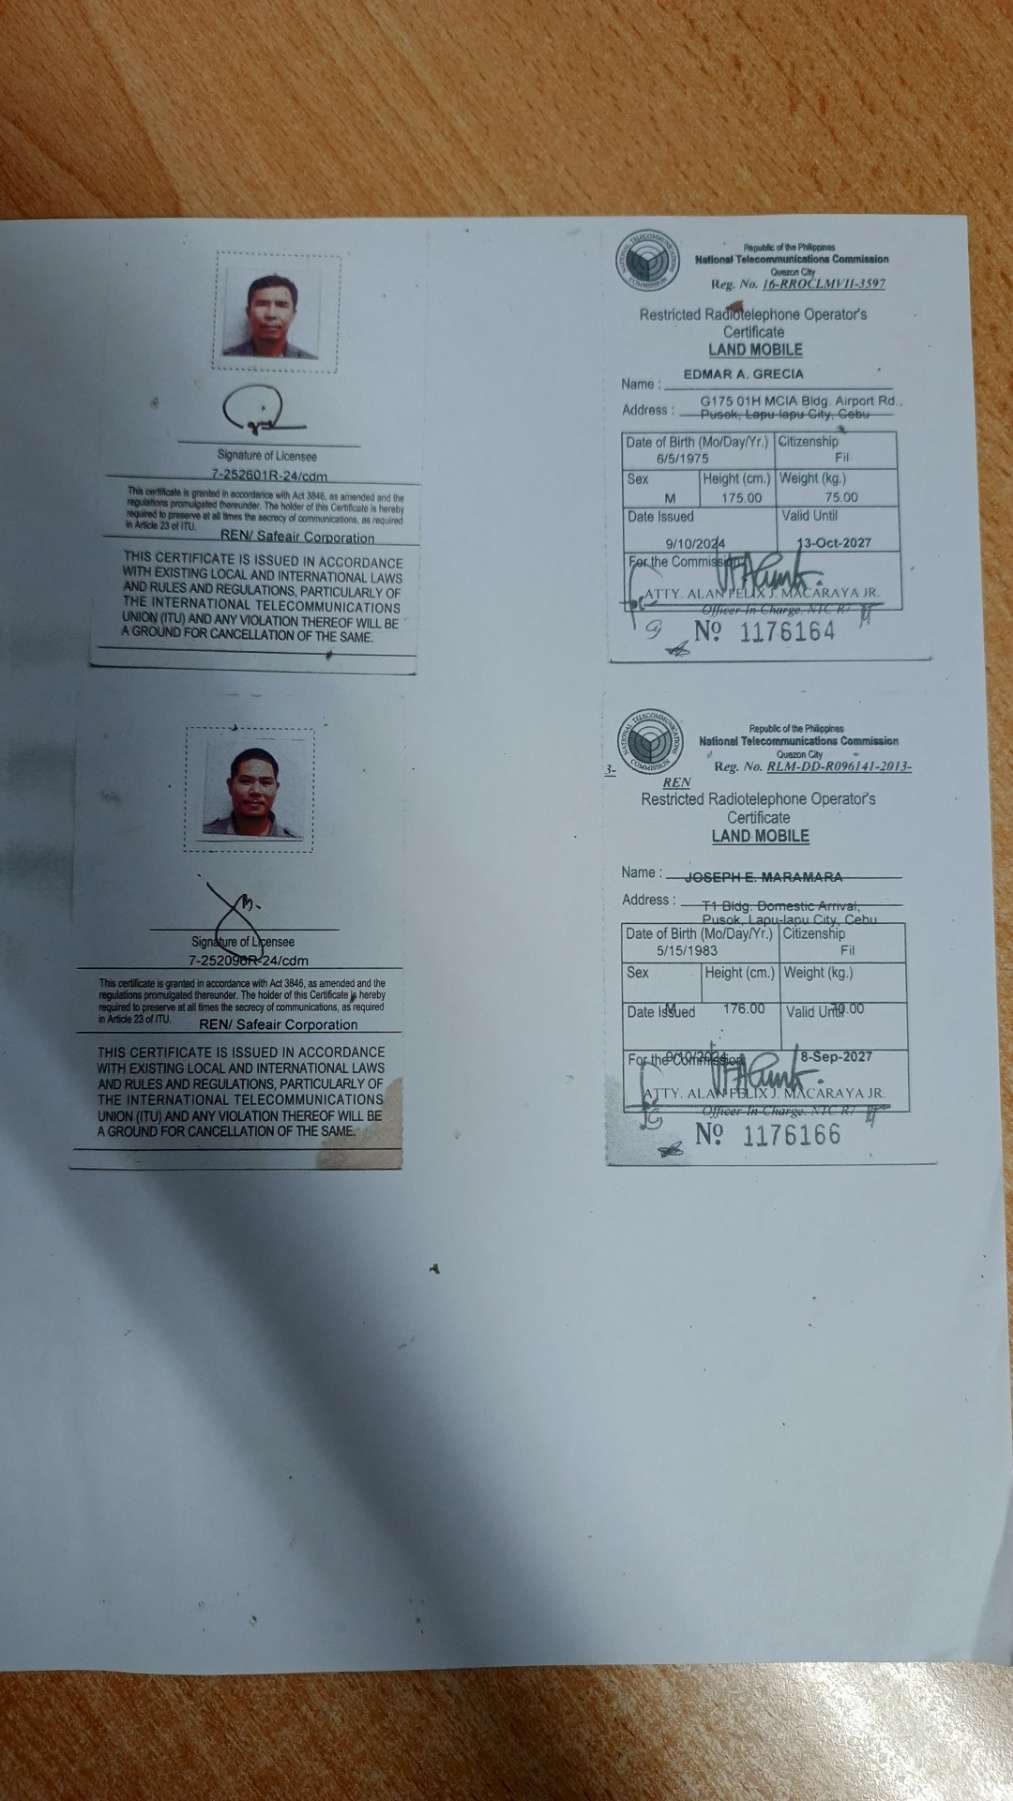 Signature of Licensee
7-252601R-24/cdm
This certificate is granted in accordance with Act 3846, as amended and the
regulations promulgated thereunder. The holder of this Certificate is hereby
required to preserve at all times the secrecy of communications, as required
in Article 23 of ITU.
REN/ Safeair Corporation
THIS CERTIFICATE IS ISSUED IN ACCORDANCE
WITH EXISTING LOCAL AND INTERNATIONAL LAWS
AND RULES AND REGULATIONS, PARTICULARLY OF
THE INTERNATIONAL TELECOMMUNICATIONS
UNION (ITU) AND ANY VIOLATION THEREOF WILL BE
A GROUND FOR CANCELLATION OF THE SAME.
NATIONAL TELECOMMUNICATIONS COMMISSION
Republic of the Philippines
National Telecommunications Commission
Quezon City
Reg. No. 16-RROCLMVII-3597
Restricted Radiotelephone Operator's
Certificate
LAND MOBILE
EDMAR A. GRECIA
Name :
Address : G175 01H MCIA Bldg. Airport Rd.,
Pusok, Lapu-lapu City, Cebu
Date of Birth (Mo/Day/Yr.) Citizenship
6/5/1975 Fil
Sex Height (cm.) Weight (kg.)
M 175.00 75.00
Date Issued Valid Until
9/10/2024 13-Oct-2027
For the Commission
ATTY. ALAN FELIX J. MACARAYA JR.
Officer-In-Charge, NTC R7
Nº 1176164
Signature of Licensee
7-252096R-24/cdm
This certificate is granted in accordance with Act 3846, as amended and the
regulations promulgated thereunder. The holder of this Certificate is hereby
required to preserve at all times the secrecy of communications, as required
in Article 23 of ITU.
REN/ Safeair Corporation
THIS CERTIFICATE IS ISSUED IN ACCORDANCE
WITH EXISTING LOCAL AND INTERNATIONAL LAWS
AND RULES AND REGULATIONS, PARTICULARLY OF
THE INTERNATIONAL TELECOMMUNICATIONS
UNION (ITU) AND ANY VIOLATION THEREOF WILL BE
A GROUND FOR CANCELLATION OF THE SAME.
NATIONAL TELECOMMUNICATIONS COMMISSION
Republic of the Philippines
National Telecommunications Commission
Quezon City
Reg. No. RLM-DD-R096141-2013-
3-
REN
Restricted Radiotelephone Operator's
Certificate
LAND MOBILE
Name : JOSEPH E. MARAMARA
Address : T1 Bldg. Domestic Arrival,
Pusok, Lapu-lapu City, Cebu
Date of Birth (Mo/Day/Yr.) Citizenship
5/15/1983 Fil
Sex Height (cm.) Weight (kg.)
M 176.00 70.00
Date Issued Valid Until
9/10/2024 8-Sep-2027
For the Commission
ATTY. ALAN FELIX J. MACARAYA JR.
Officer-In-Charge, NTC R7
Nº 1176166